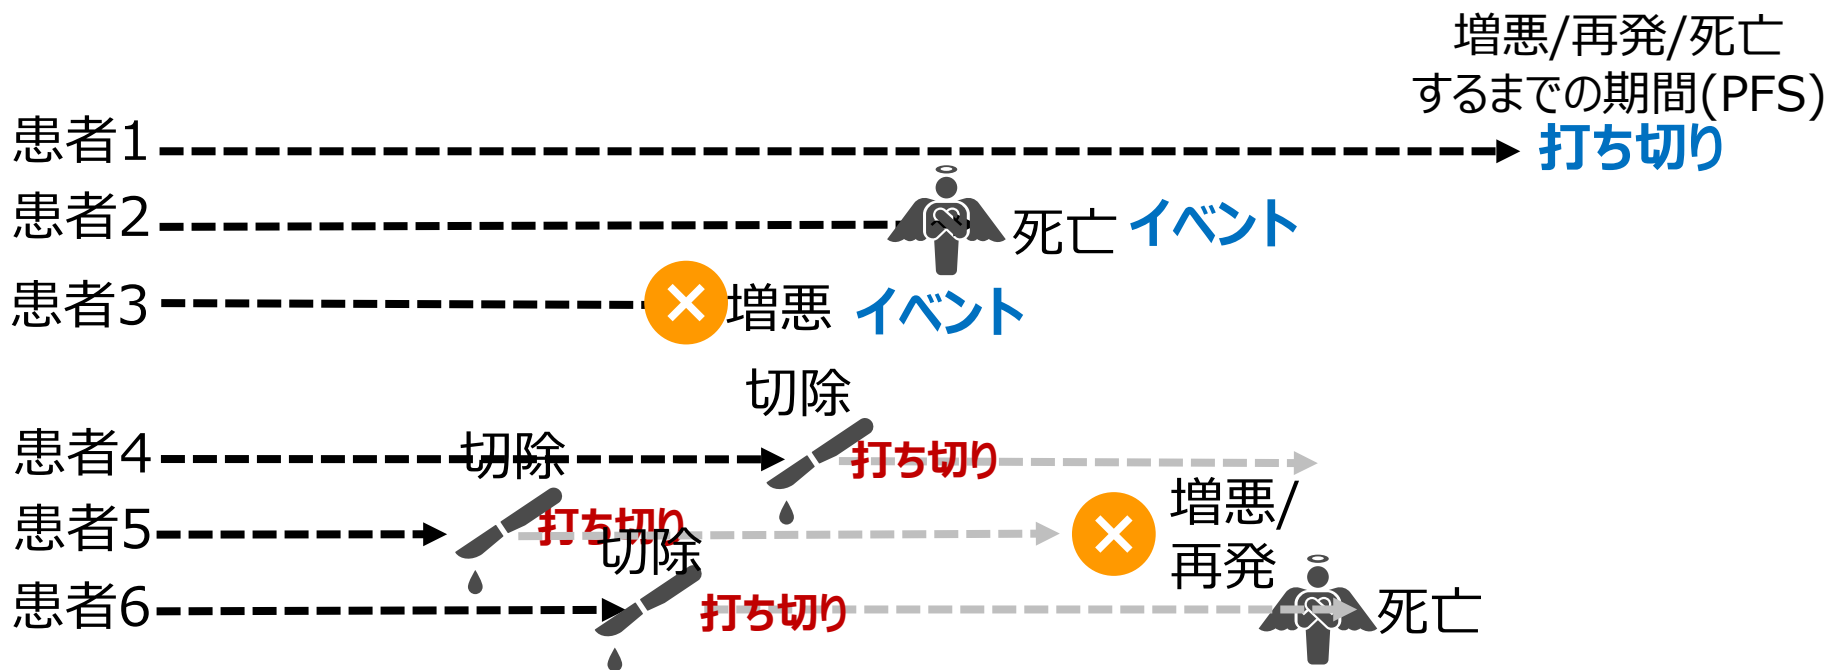 増悪/再発/死亡
するまでの期間(PFS)
患者1
打ち切り
患者2
死亡
イベント
患者3
増悪
イベント
切除
患者4
切除
打ち切り
増悪/
再発
患者5
打ち切り
切除
患者6
打ち切り
死亡